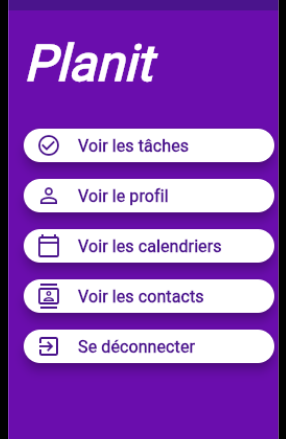 Planit
Voir les tâches
Voir le profil
Voir les calendriers
Voir les contacts
Se déconnecter